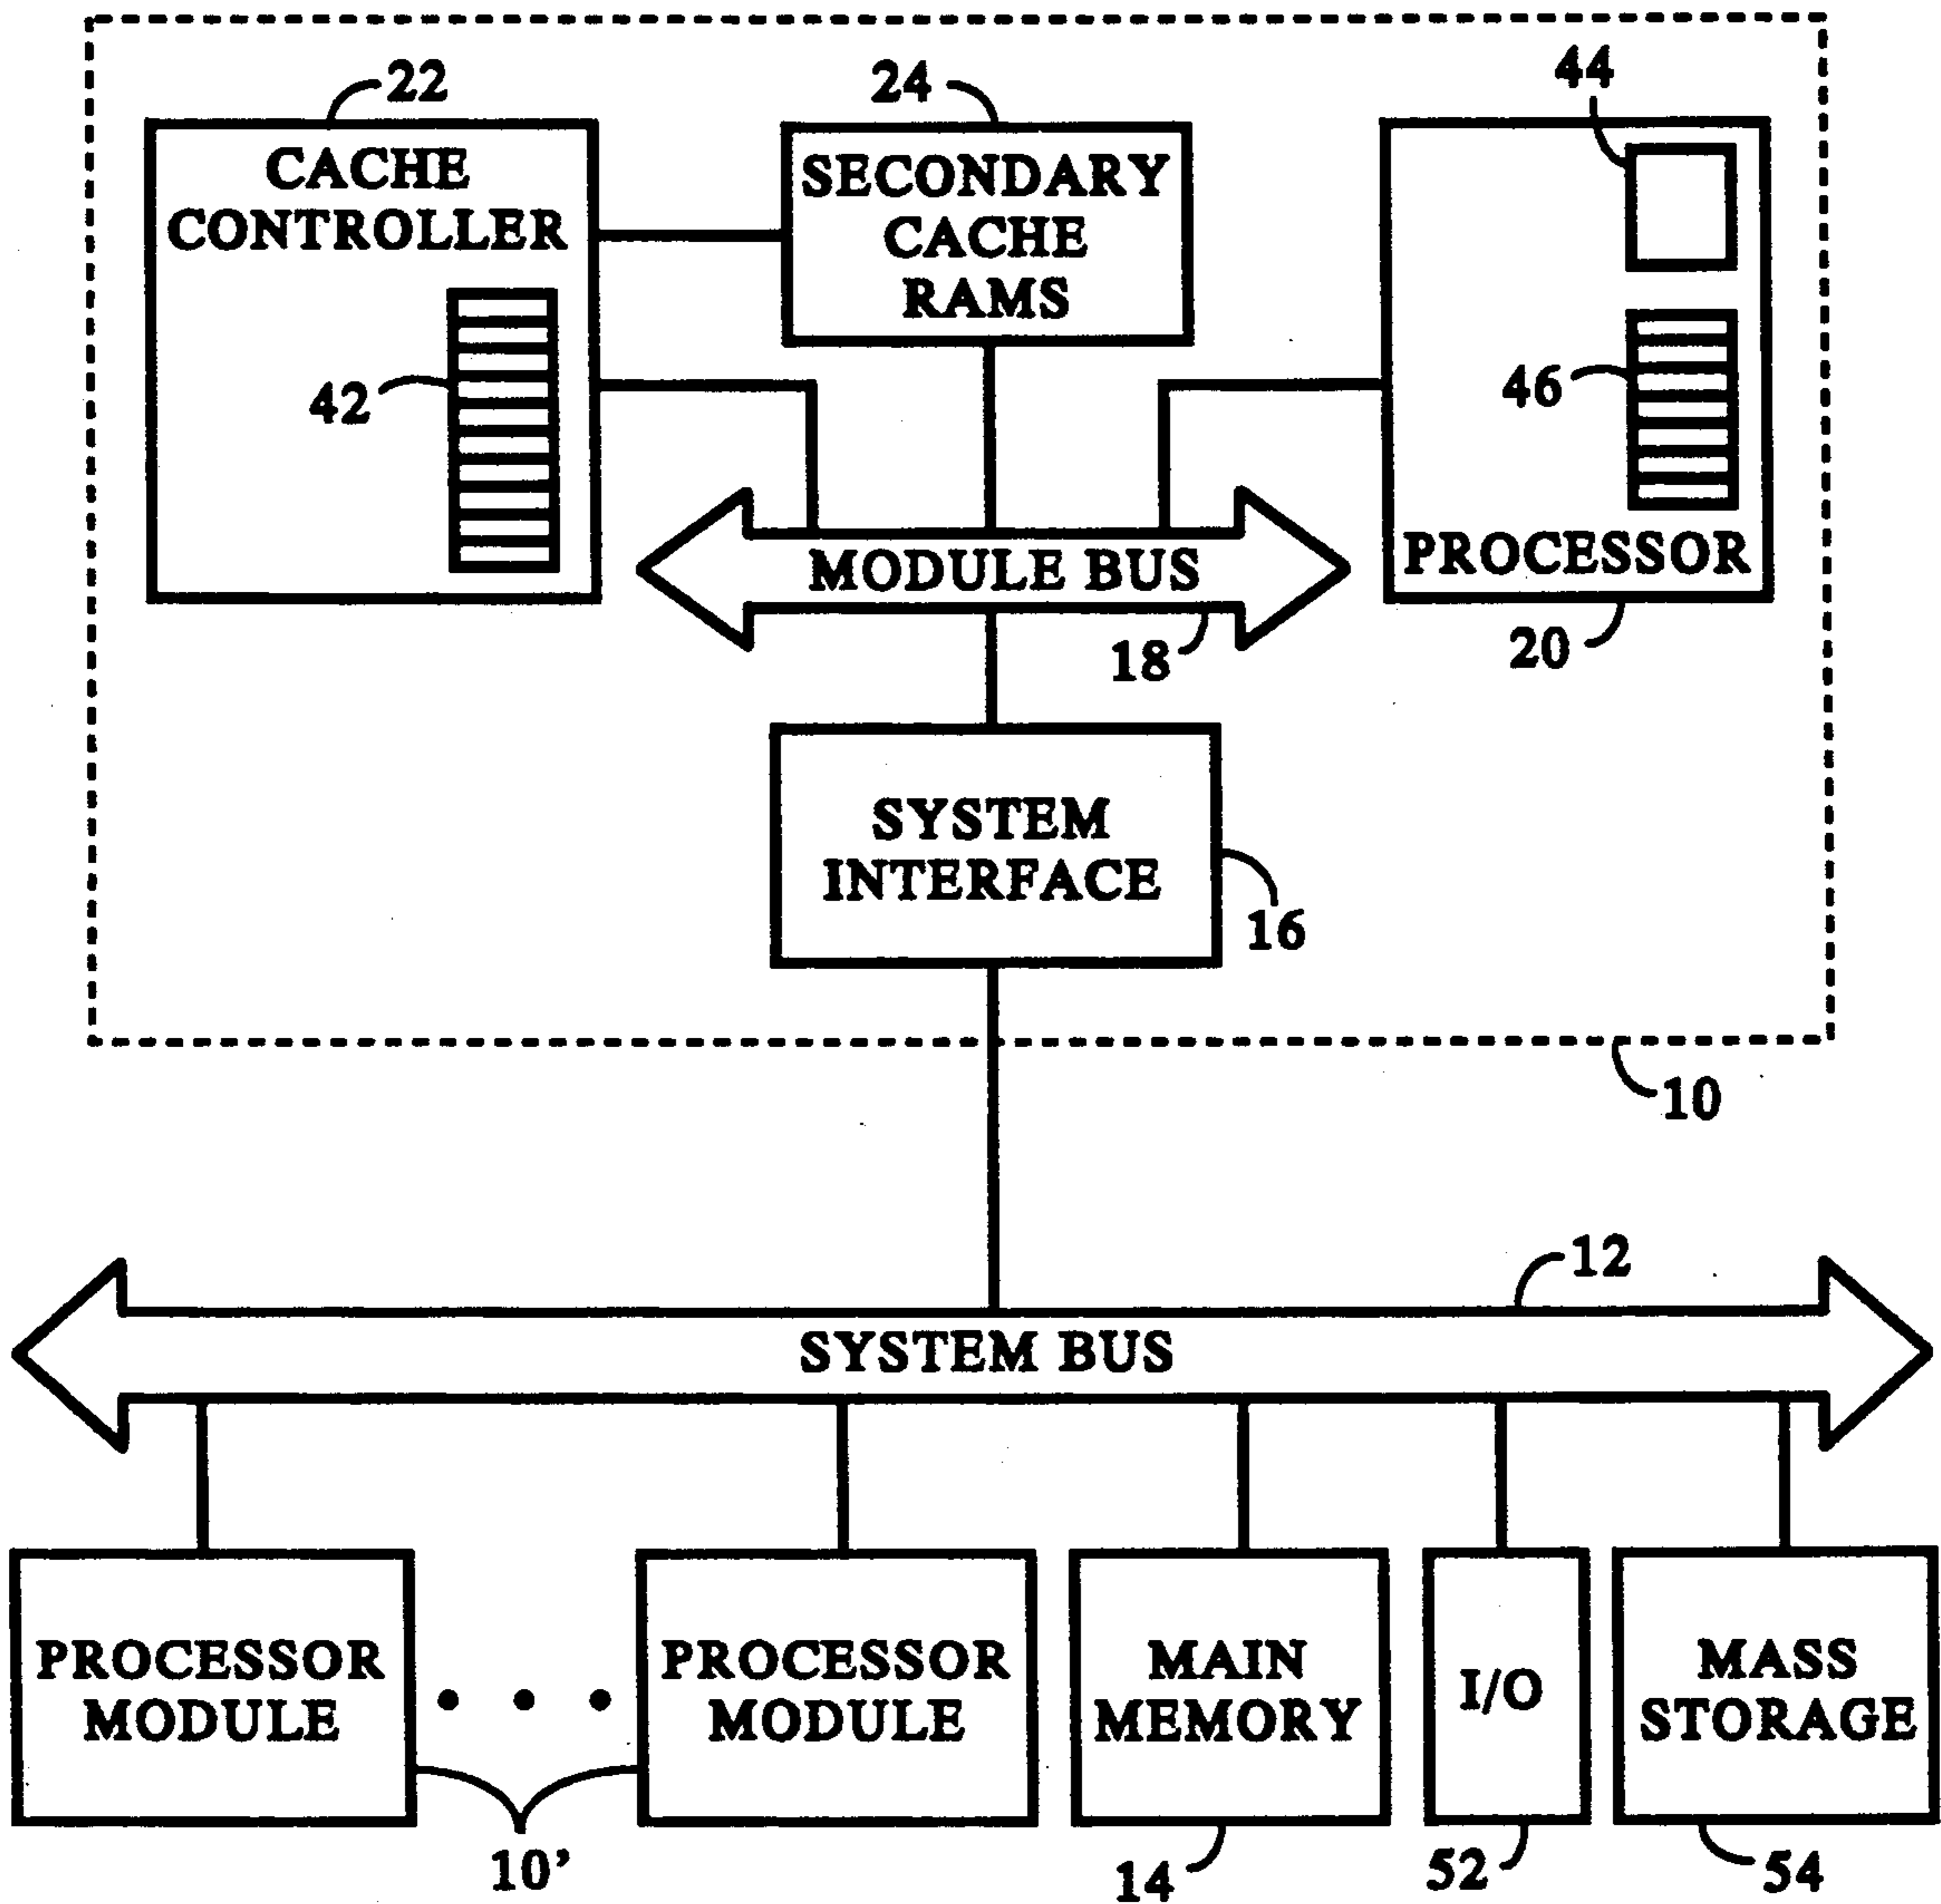 22
24
44
CACHE
CONTROLLER
SECONDARY
CACHE
RAMS
42
46
MODULE BUS
PROCESSOR
18
20
SYSTEM
INTERFACE
16
10
12
SYSTEM BUS
PROCESSOR
MODULE
PROCESSOR
MODULE
MAIN
MEMORY
I/O
MASS
STORAGE
10’
14
52
54